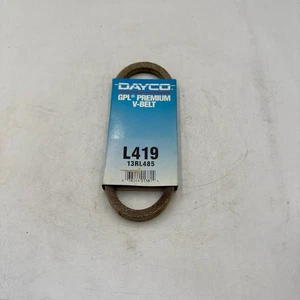 DAYCO
GPL® PREMIUM
V-BELT
L419
13RL485